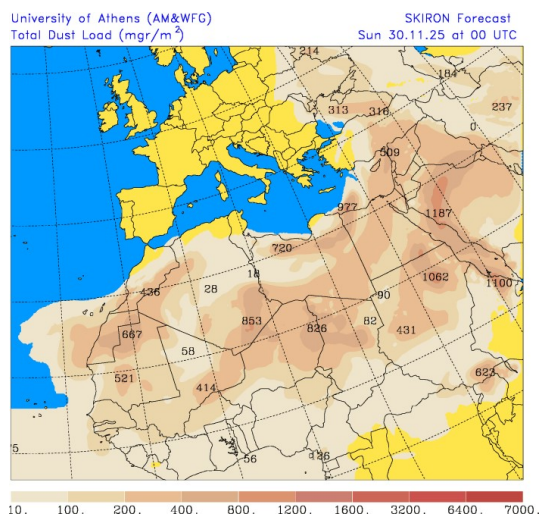 University of Athens (AM&WFG) SKIRON Forecast
Total Dust Load (mgr/m²) Sun 30.11.25 at 00 UTC
214
184
313 316 237
0
509
977 1187
720
18 1062 1100
28 90
436
853 826 82 431
667
58
521 414 623
5 56 126
10. 100. 200. 400. 800. 1200. 1600. 3200. 6400. 7000.